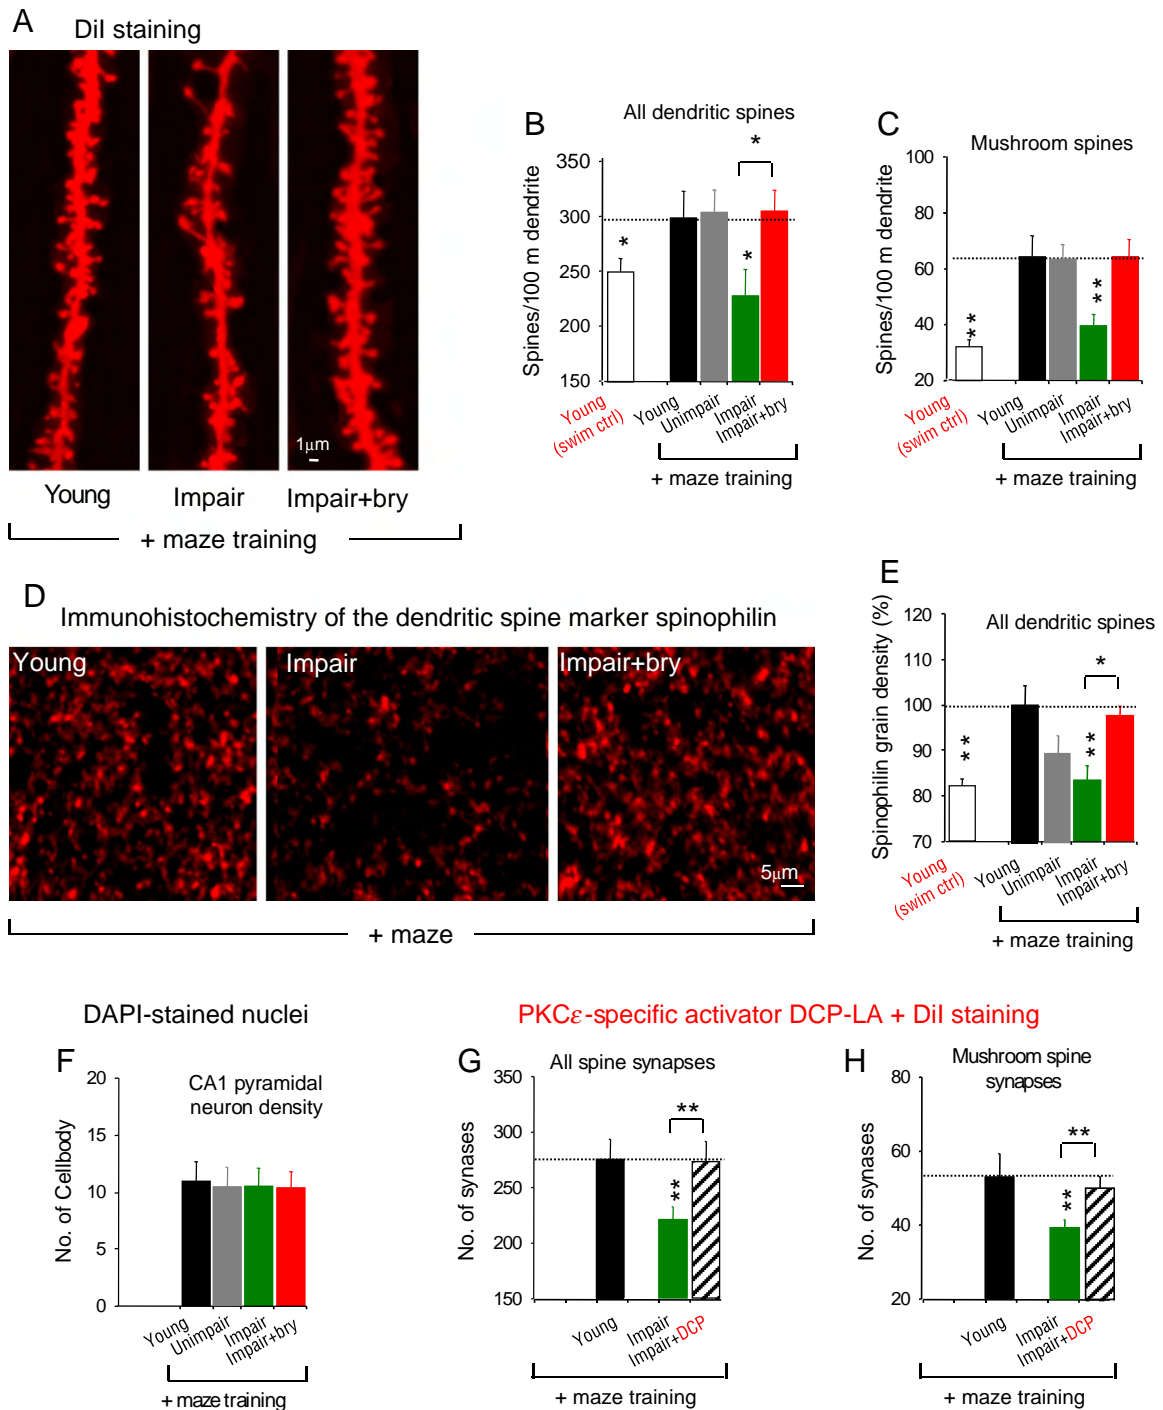 A
DiI staining
1μm
Young
Impair
Impair+bry
+ maze training
B
All dendritic spines
Spines/100 m dendrite
350
300
250
200
150
*
*
*
Young
(swim ctrl)
Young
Unimpair
Impair
Impair+bry
+ maze training
C
Mushroom spines
Spines/100 m dendrite
100
80
60
40
20
**
**
Young
(swim ctrl)
Young
Unimpair
Impair
Impair+bry
+ maze training
D
Immunohistochemistry of the dendritic spine marker spinophilin
Young
Impair
Impair+bry
5μm
+ maze
E
All dendritic spines
Spinophilin grain density (%)
120
110
100
90
80
70
**
**
*
Young
(swim ctrl)
Young
Unimpair
Impair
Impair+bry
+ maze training
DAPI-stained nuclei
F
CA1 pyramidal
neuron density
No. of Cellbody
20
15
10
5
0
Young
Unimpair
Impair
Impair+bry
+ maze training
PKCε-specific activator DCP-LA + DiI staining
G
All spine synapses
No. of synases
350
300
250
200
150
**
**
Young
Impair
Impair+DCP
+ maze training
H
Mushroom spine
synapses
No. of synases
80
60
40
20
**
**
Young
Impair
Impair+DCP
+ maze training